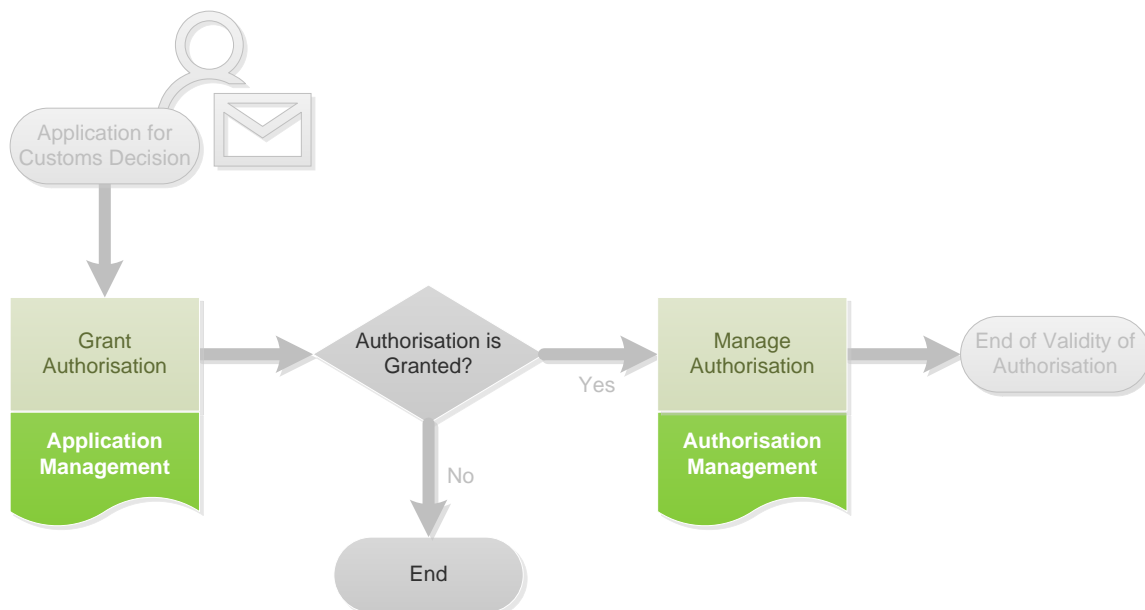 Application for
Customs Decision
Grant
Authorisation
Application
Management
Authorisation is
Granted?
Yes
No
End
Manage
Authorisation
Authorisation
Management
End of Validity of
Authorisation